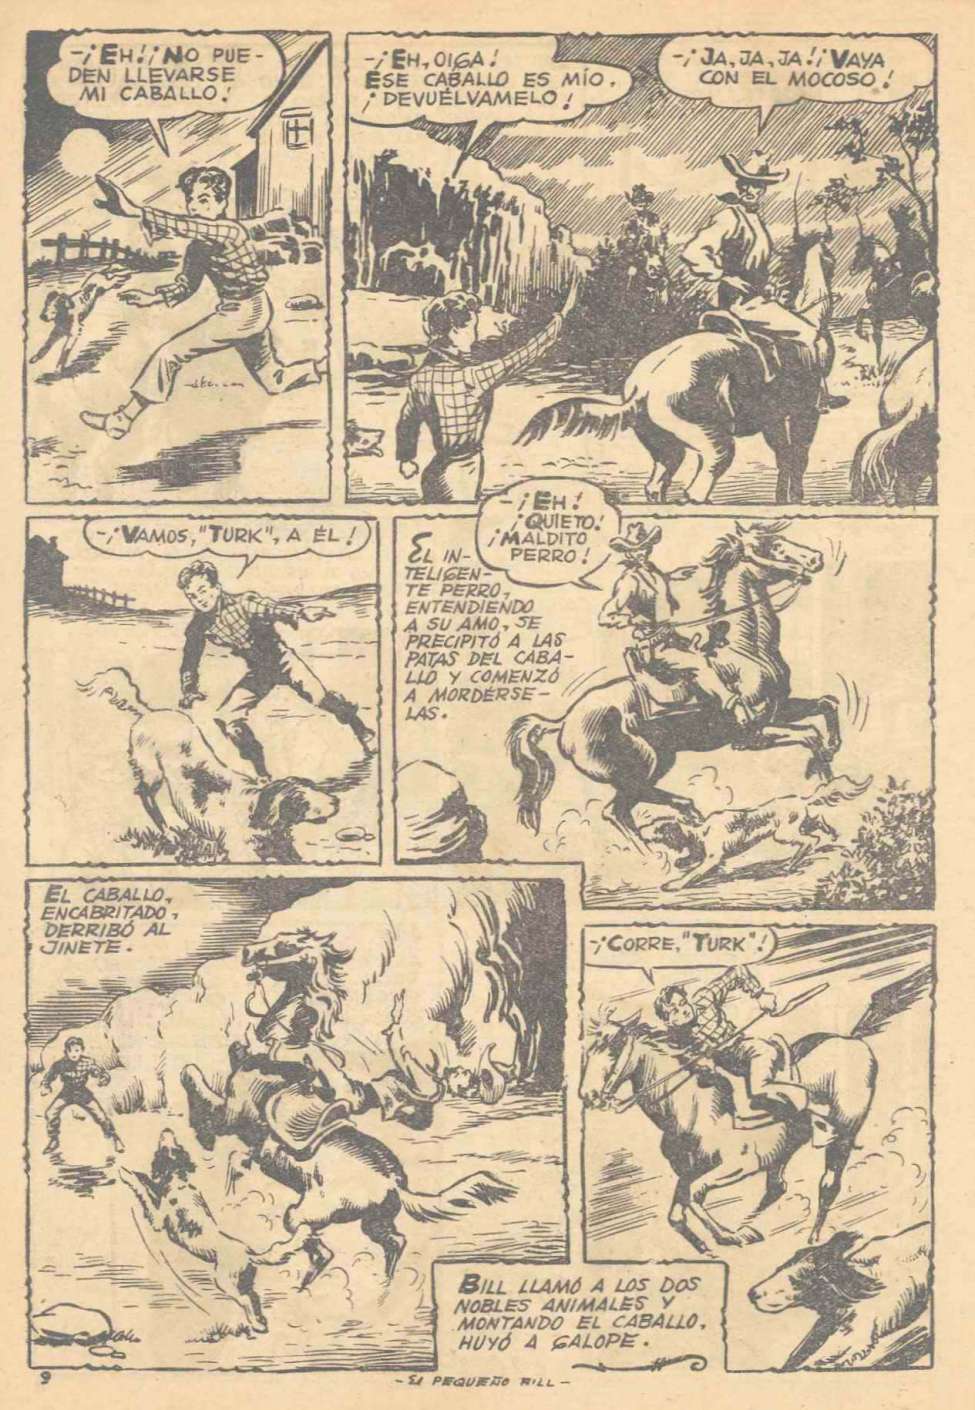 -¡EH!¡NO PUE-
DEN LLEVARSE
MI CABALLO!
-¡EH, OIGA!
ESE CABALLO ES MÍO.
¡DEVUÉLVAMELO!
-¡JA, JA, JA!¡VAYA
CON EL MOCOSO!
-¡VAMOS, "TURK", A ÉL!
EL IN-
TELIGEN-
TE PERRO,
ENTENDIENDO
A SU AMO, SE
PRECIPITÓ A LAS
PATAS DEL CABA-
LLO Y COMENZÓ
A MORDÉRSE-
LAS.
-¡EH!
¡QUIETO!
¡MALDITO
PERRO!
EL CABALLO,
ENCABRITADO,
DERRIBÓ AL
JINETE.
-¡CORRE, "TURK"!
BILL LLAMÓ A LOS DOS
NOBLES ANIMALES Y
MONTANDO EL CABALLO,
HUYÓ A GALOPE.
9
- El PEQUEÑO BILL -